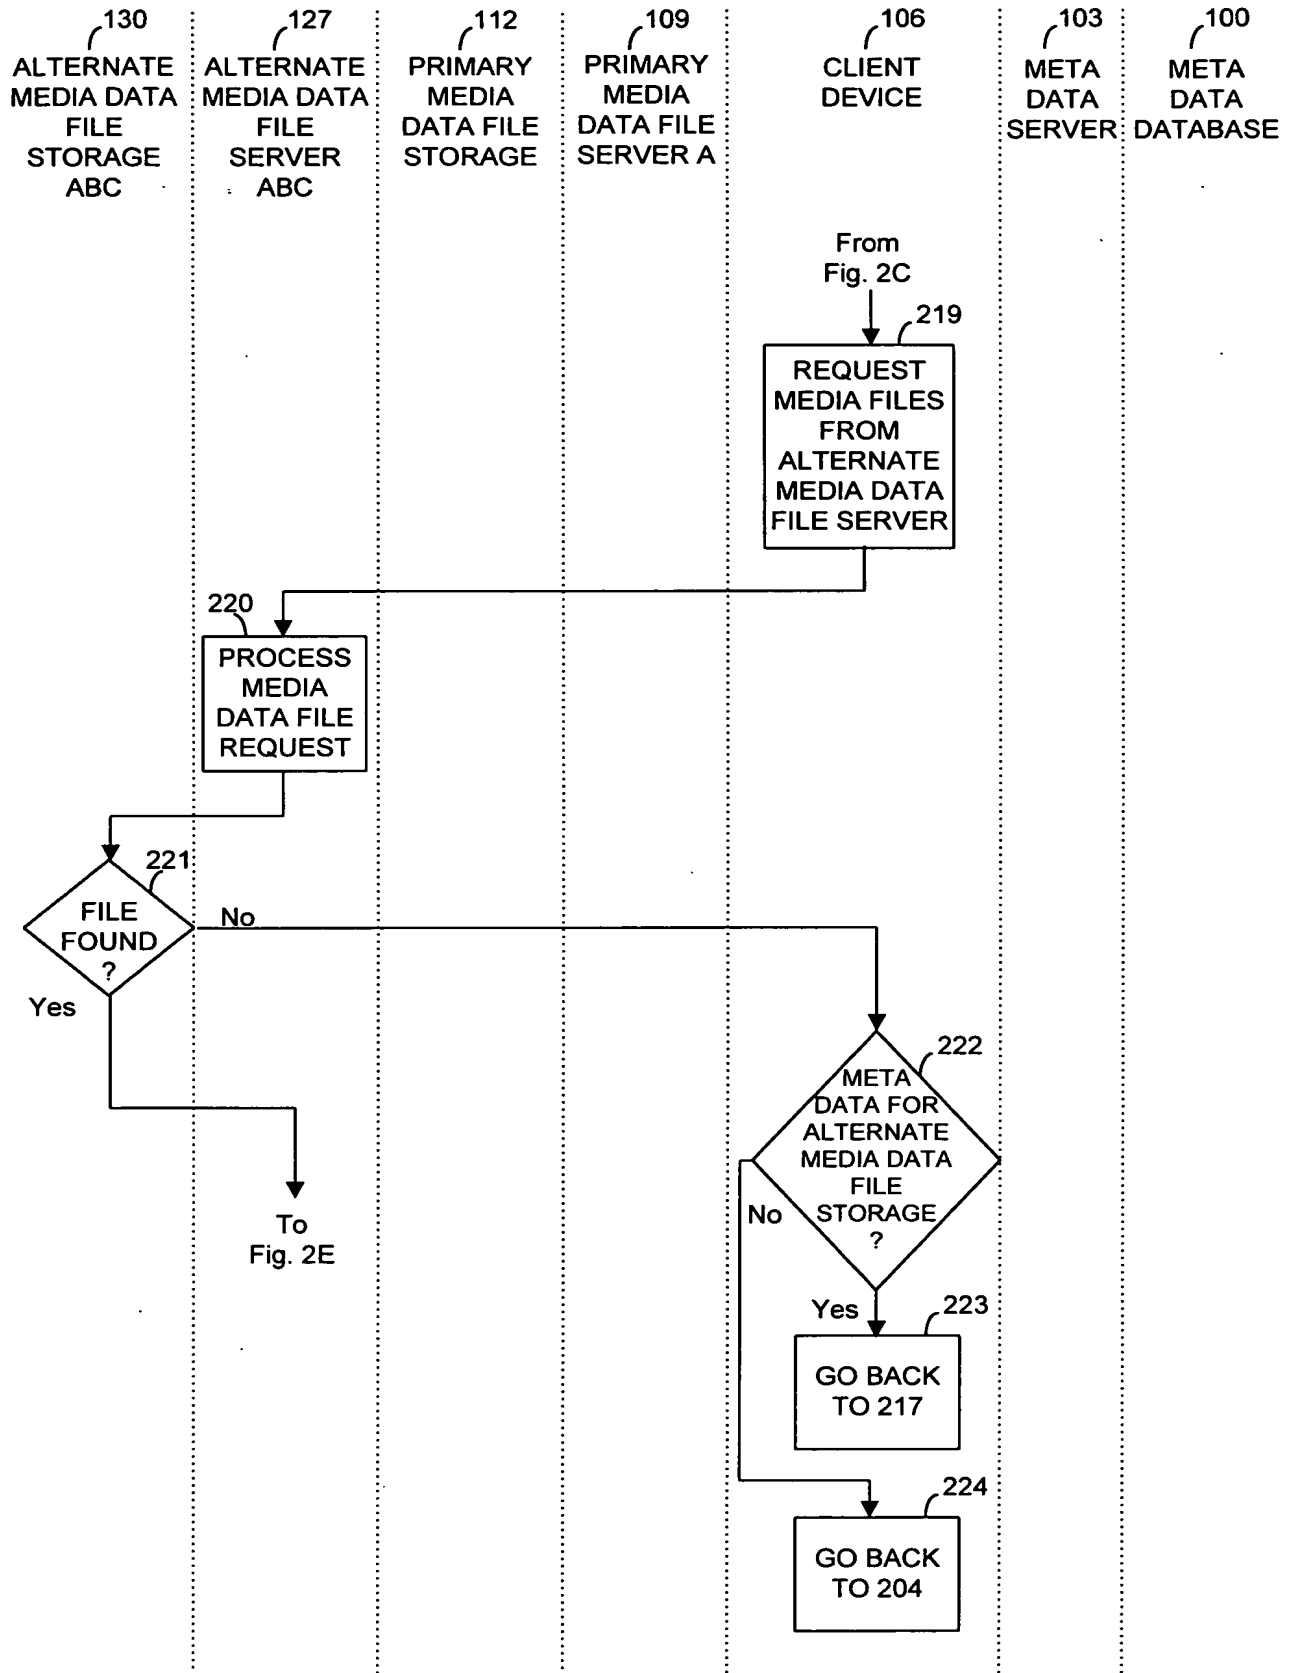 130
ALTERNATE
MEDIA DATA
FILE
STORAGE
ABC
127
ALTERNATE
MEDIA DATA
FILE
SERVER
ABC
112
PRIMARY
MEDIA
DATA FILE
STORAGE
109
PRIMARY
MEDIA
DATA FILE
SERVER A
106
CLIENT
DEVICE
103
META
DATA
SERVER
100
META
DATA
DATABASE
From
Fig. 2C
219
REQUEST
MEDIA FILES
FROM
ALTERNATE
MEDIA DATA
FILE SERVER
220
PROCESS
MEDIA
DATA FILE
REQUEST
221
FILE
FOUND
?
No
Yes
To
Fig. 2E
222
META
DATA FOR
ALTERNATE
MEDIA DATA
FILE
STORAGE
?
No
Yes
223
GO BACK
TO 217
224
GO BACK
TO 204